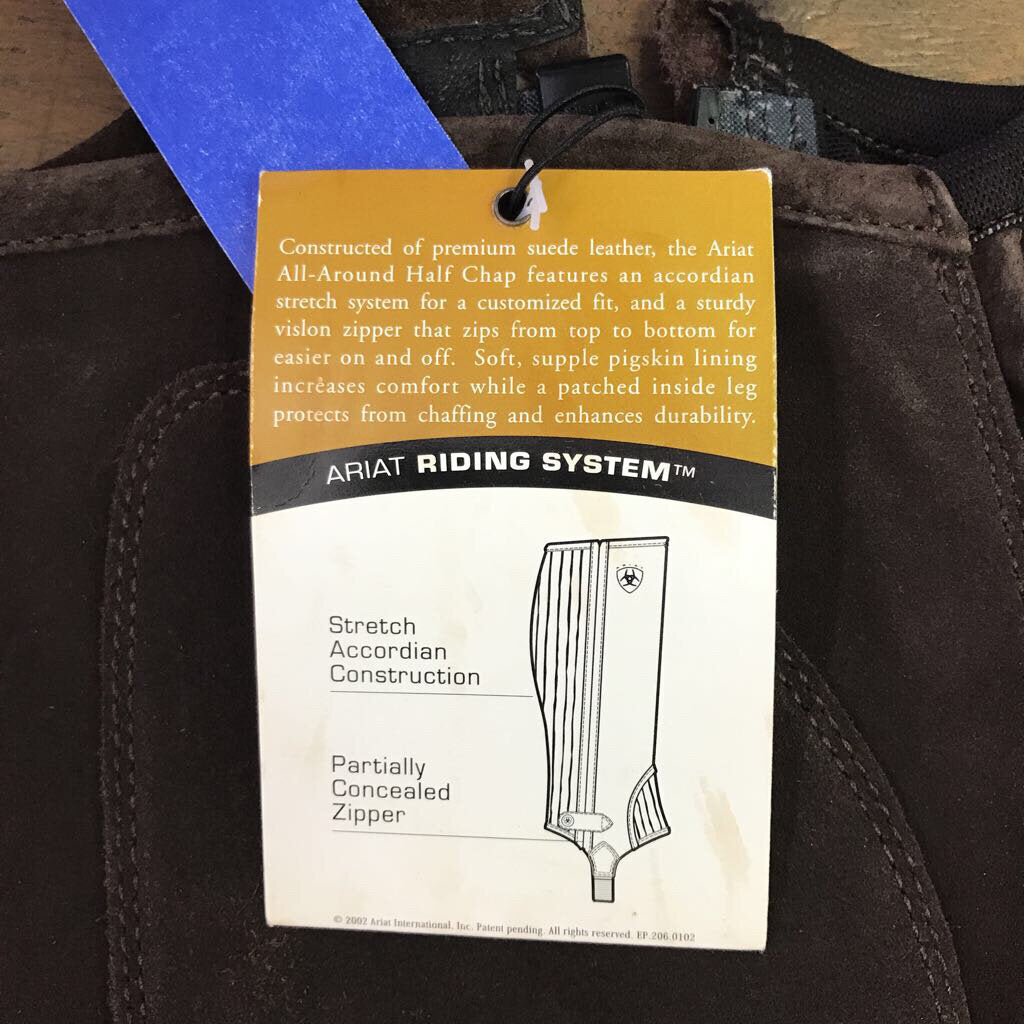 Constructed of premium suede leather, the Ariat
All-Around Half Chap features an accordian
stretch system for a customized fit, and a sturdy
vislon zipper that zips from top to bottom for
easier on and off. Soft, supple pigskin lining
increases comfort while a patched inside leg
protects from chaffing and enhances durability.
ARIAT RIDING SYSTEM™
Stretch
Accordian
Construction
Partially
Concealed
Zipper
© 2002 Ariat International, Inc. Patent pending. All rights reserved. EP.206.0102